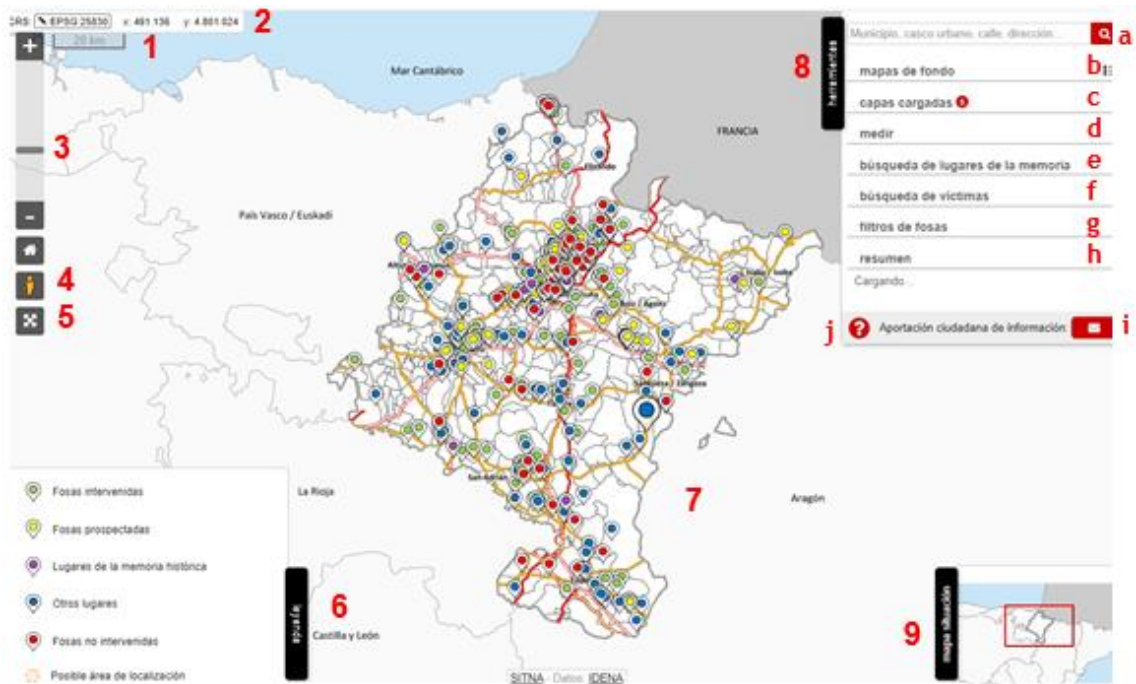 CRS: EPSG:25830 x: 491.136 y: 4.801.024
2
20 km
1
3
4
5
Mar Cantábrico
FRANCIA
País Vasco / Euskadi
La Rioja
Castilla y León
Aragón
7
8
herramientas
Municipio, casco urbano, calle, dirección... a
mapas de fondo b
capas cargadas c
medir d
búsqueda de lugares de la memoria e
búsqueda de víctimas f
filtros de fosas g
resumen h
Cargando...
j ? Aportación ciudadana de información i
Fosas intervenidas
Fosas prospectadas
Lugares de la memoria histórica
Otros lugares
Fosas no intervenidas
Posible área de localización
leyenda
6
9
mapa situación
SITNA - Datos: IDENA